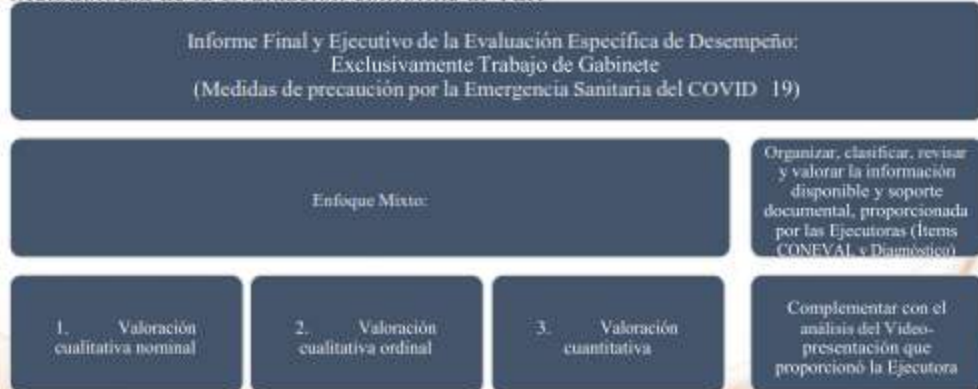 Informe Final y Ejecutivo de la Evaluación Específica de Desempeño:
Exclusivamente Trabajo de Gabinete
(Medidas de precaución por la Emergencia Sanitaria del COVID 19)
Enfoque Mixto:
Organizar, clasificar, revisar
y valorar la información
disponible y soporte
documental, proporcionada
por las Ejecutoras (Ítems
CONEVAL y Diagnóstico)
1. Valoración
cualitativa nominal
2. Valoración
cualitativa ordinal
3. Valoración
cuantitativa
Complementar con el
análisis del Video-
presentación que
proporcionó la Ejecutora